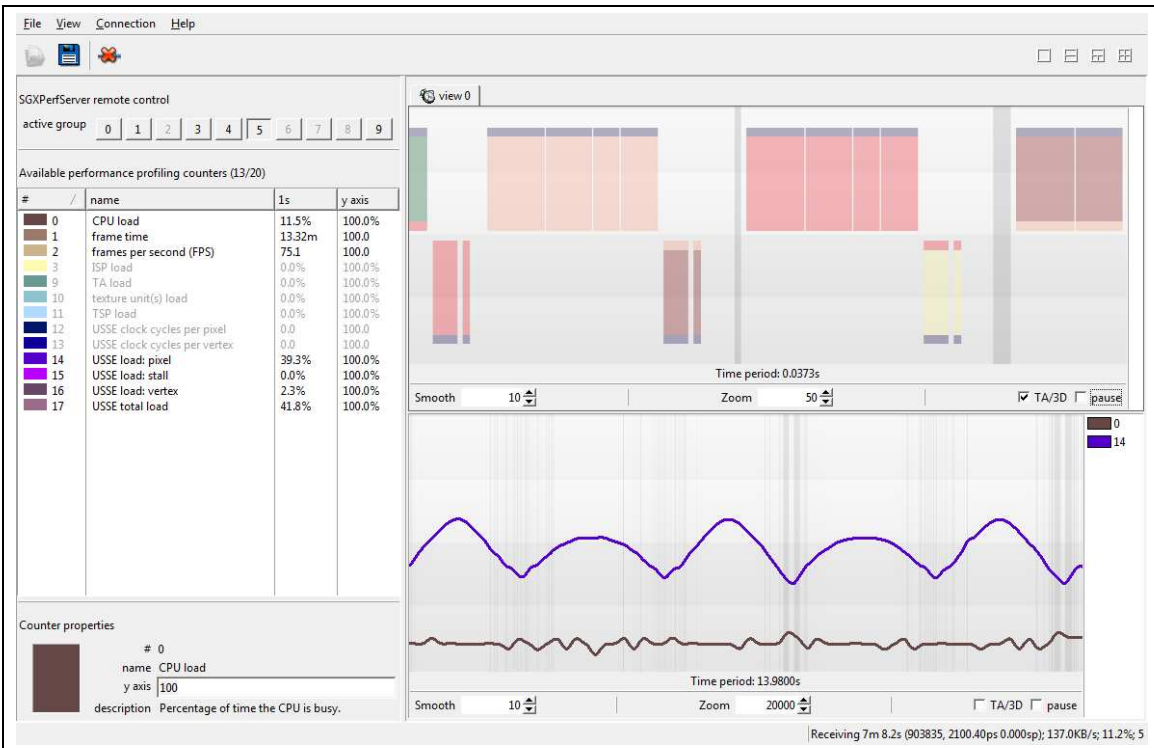 File View Connection Help
SGXPerfServer remote control
active group 0 1 2 3 4 5 6 7 8 9
Available performance profiling counters (13/20)
# / name 1s y axis
0 CPU load 11.5% 100.0%
1 frame time 13.32m 100.0
2 frames per second (FPS) 75.1 100.0
3 ISP load 0.0% 100.0%
9 TA load 0.0% 100.0%
10 texture unit(s) load 0.0% 100.0%
11 TSP load 0.0% 100.0%
12 USSE clock cycles per pixel 0.0 100.0
13 USSE clock cycles per vertex 0.0 100.0
14 USSE load: pixel 39.3% 100.0%
15 USSE load: stall 0.0% 100.0%
16 USSE load: vertex 2.3% 100.0%
17 USSE total load 41.8% 100.0%
Counter properties
# 0
name CPU load
y axis 100
description Percentage of time the CPU is busy.
view 0
Time period: 0.0373s
Smooth 10 Zoom 50 TA/3D pause
0
14
Time period: 13.9800s
Smooth 10 Zoom 20000 TA/3D pause
Receiving 7m 8.2s (903835, 2100.40ps 0.000sp); 137.0KB/s; 11.2%; 5